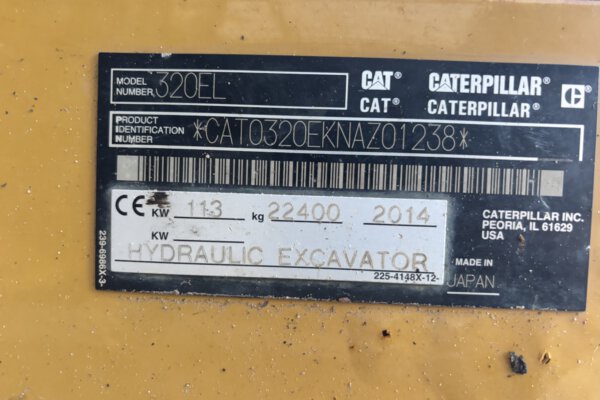 MODEL NUMBER 320EL
CAT® CATERPILLAR®
CAT® CATERPILLAR®
PRODUCT IDENTIFICATION NUMBER *CAT0320EKNAZ01238*
CE KW 113 kg 22400 2014
KW
HYDRAULIC EXCAVATOR
225-4148X-12-
CATERPILLAR INC.
PEORIA, IL 61629
USA
MADE IN
JAPAN
239-6986X-3-